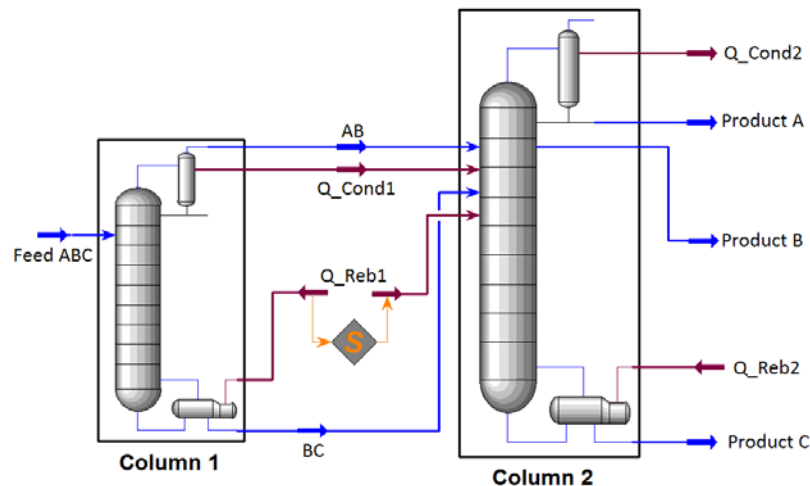 Q_Cond2
AB
Product A
Q_Cond1
Feed ABC
Product B
Q_Reb1
S
Q_Reb2
BC
Product C
Column 1
Column 2